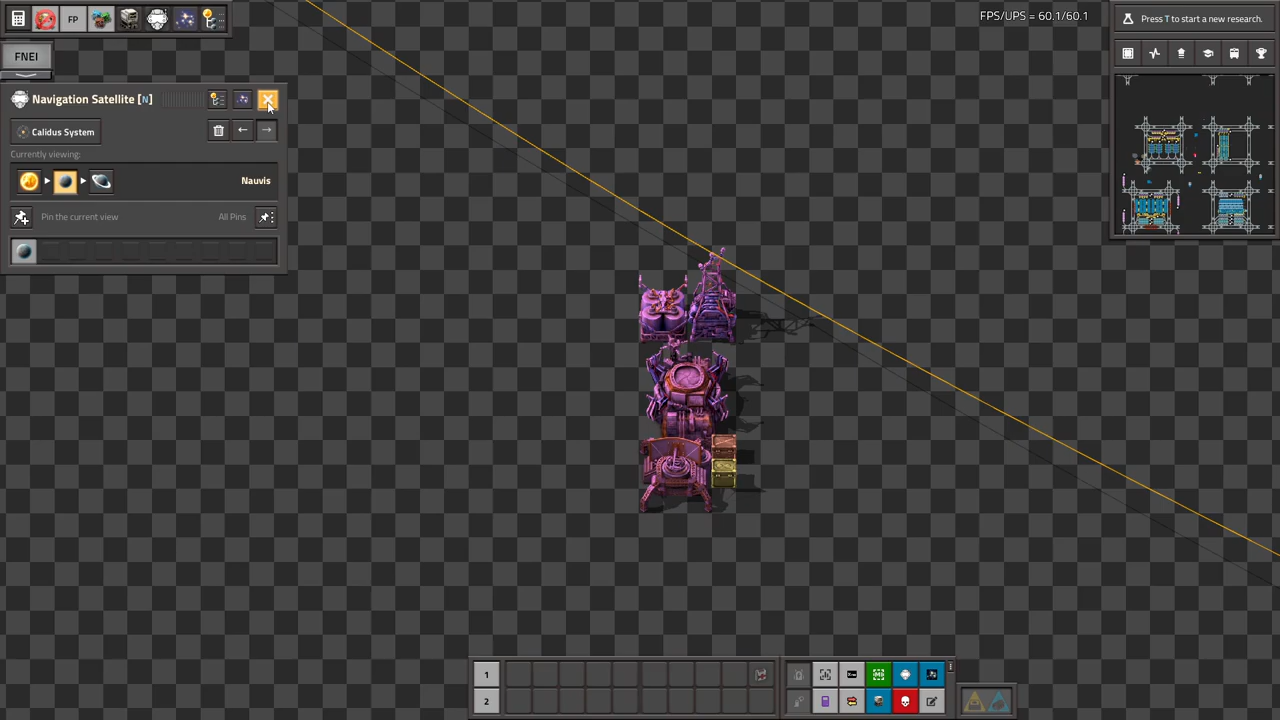 FP
FPS/UPS = 60.1/60.1
Press T to start a new research.
FNEI
Navigation Satellite [N]
Calidus System
Currently viewing:
Nauvis
Pin the current view
All Pins
1
2